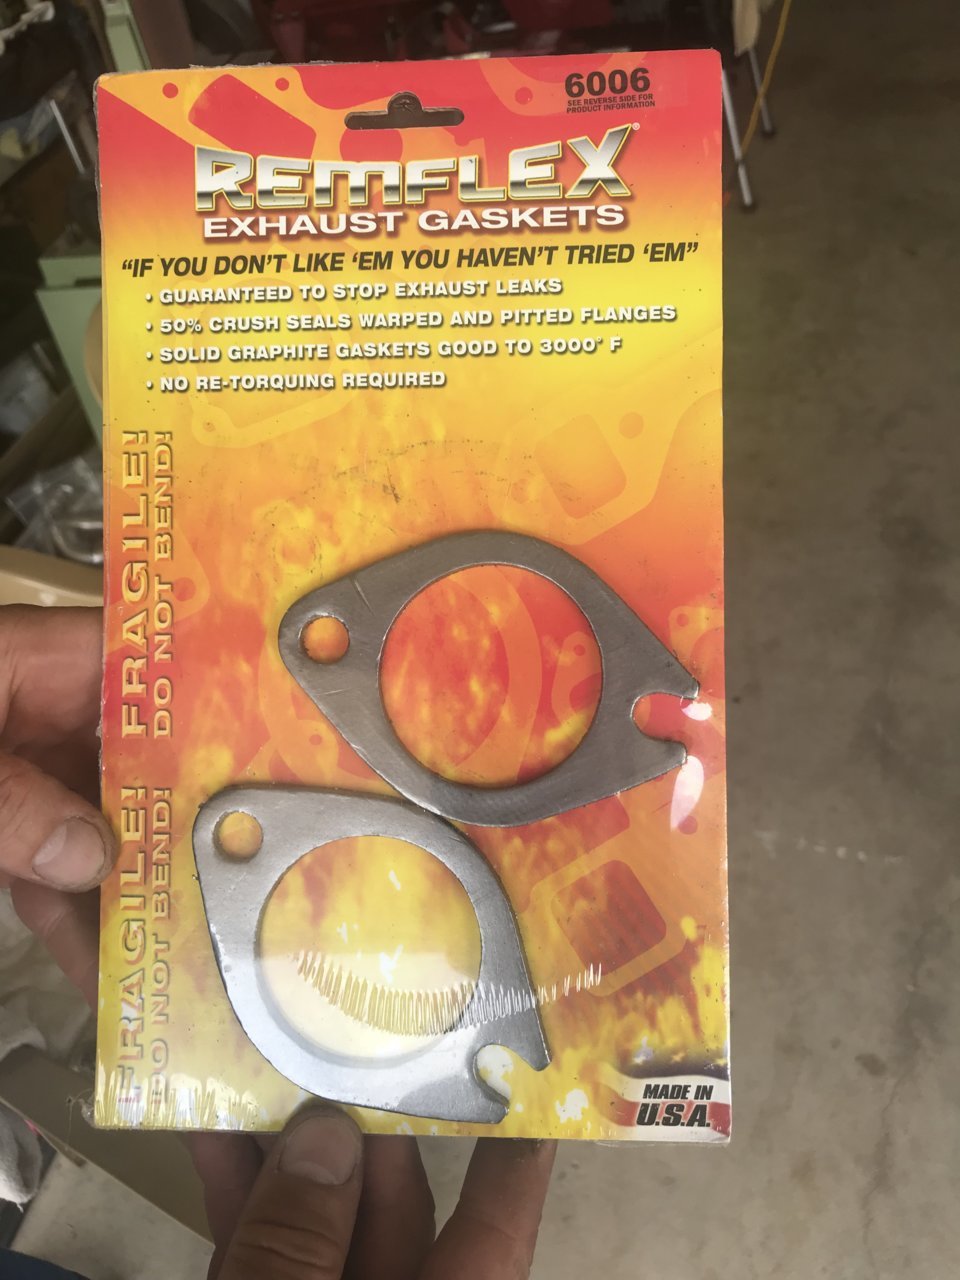 6006
SEE REVERSE SIDE FOR
PRODUCT INFORMATION
REMFLEX®
EXHAUST GASKETS
"IF YOU DON'T LIKE 'EM YOU HAVEN'T TRIED 'EM"
• GUARANTEED TO STOP EXHAUST LEAKS
• 50% CRUSH SEALS WARPED AND PITTED FLANGES
• SOLID GRAPHITE GASKETS GOOD TO 3000° F
• NO RE-TORQUING REQUIRED
FRAGILE!
DO NOT BEND!
FRAGILE!
DO NOT BEND!
MADE IN
U.S.A.